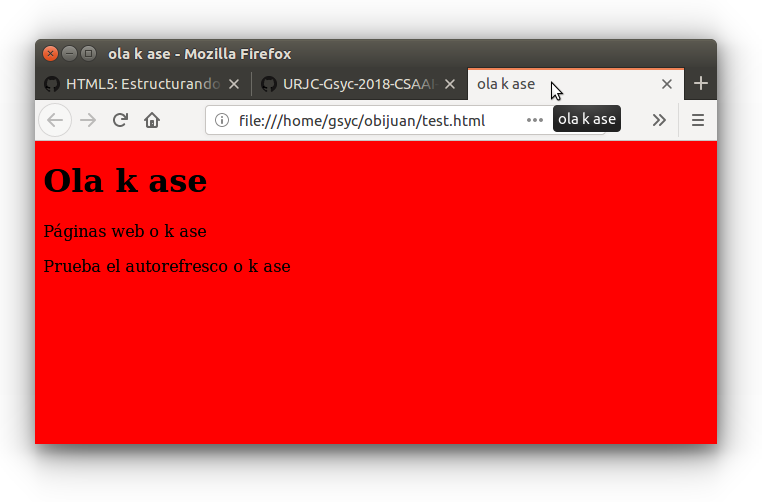 ola k ase - Mozilla Firefox
HTML5: Estructurando
URJC-Gsyc-2018-CSAAI
ola k ase
file:///home/gsyc/obijuan/test.html
ola k ase
Ola k ase
Páginas web o k ase
Prueba el autorefresco o k ase